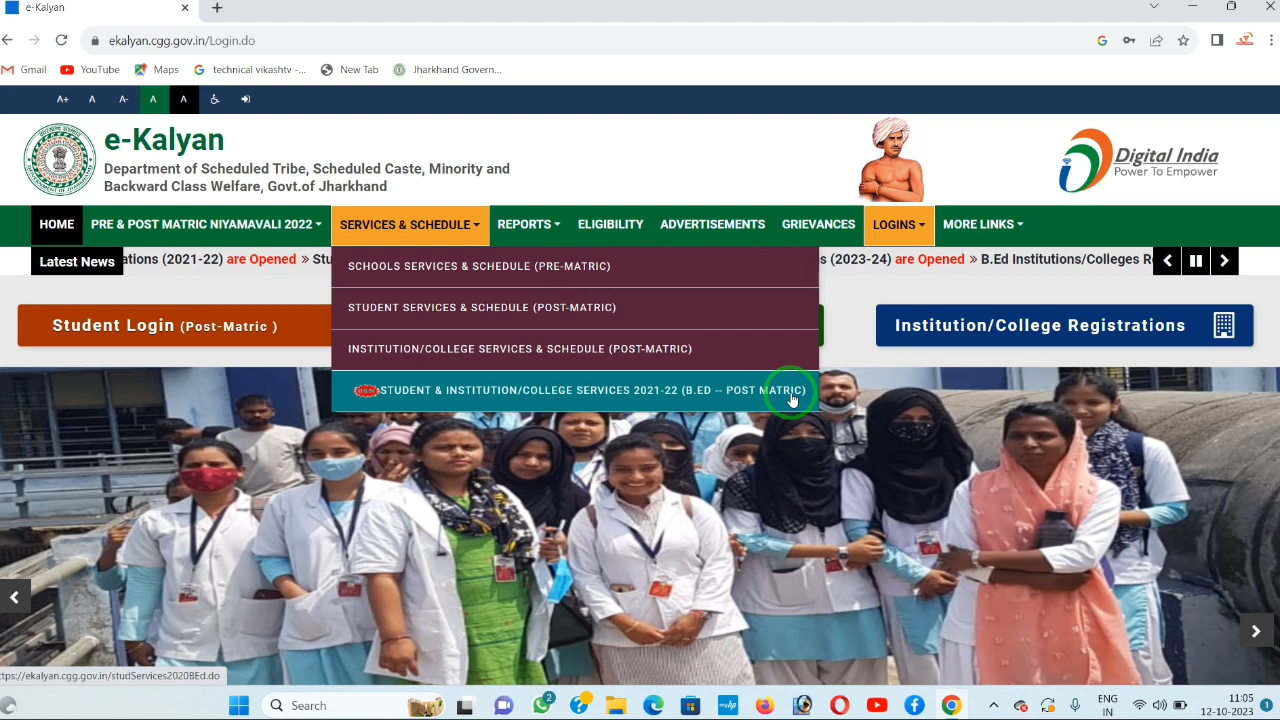 e-Kalyan
ekalyan.cgg.gov.in/Login.do
Gmail YouTube Maps technical vikashtv -... New Tab Jharkhand Govern...
A+ A A- A A
e-Kalyan
Department of Scheduled Tribe, Scheduled Caste, Minority and
Backward Class Welfare, Govt.of Jharkhand
Digital India
Power To Empower
HOME PRE & POST MATRIC NIYAMAVALI 2022 SERVICES & SCHEDULE REPORTS ELIGIBILITY ADVERTISEMENTS GRIEVANCES LOGINS MORE LINKS
Latest News ations (2021-22) are Opened » Stu s (2023-24) are Opened » B.Ed Institutions/Colleges R
SCHOOLS SERVICES & SCHEDULE (PRE-MATRIC)
STUDENT SERVICES & SCHEDULE (POST-MATRIC)
Student Login (Post-Matric )
Institution/College Registrations
INSTITUTION/COLLEGE SERVICES & SCHEDULE (POST-MATRIC)
STUDENT & INSTITUTION/COLLEGE SERVICES 2021-22 (B.ED -- POST MATRIC)
ttps://ekalyan.cgg.gov.in/studServices2020BEd.do
Search
2
myhp
ENG
IN
11:05
12-10-2023
1